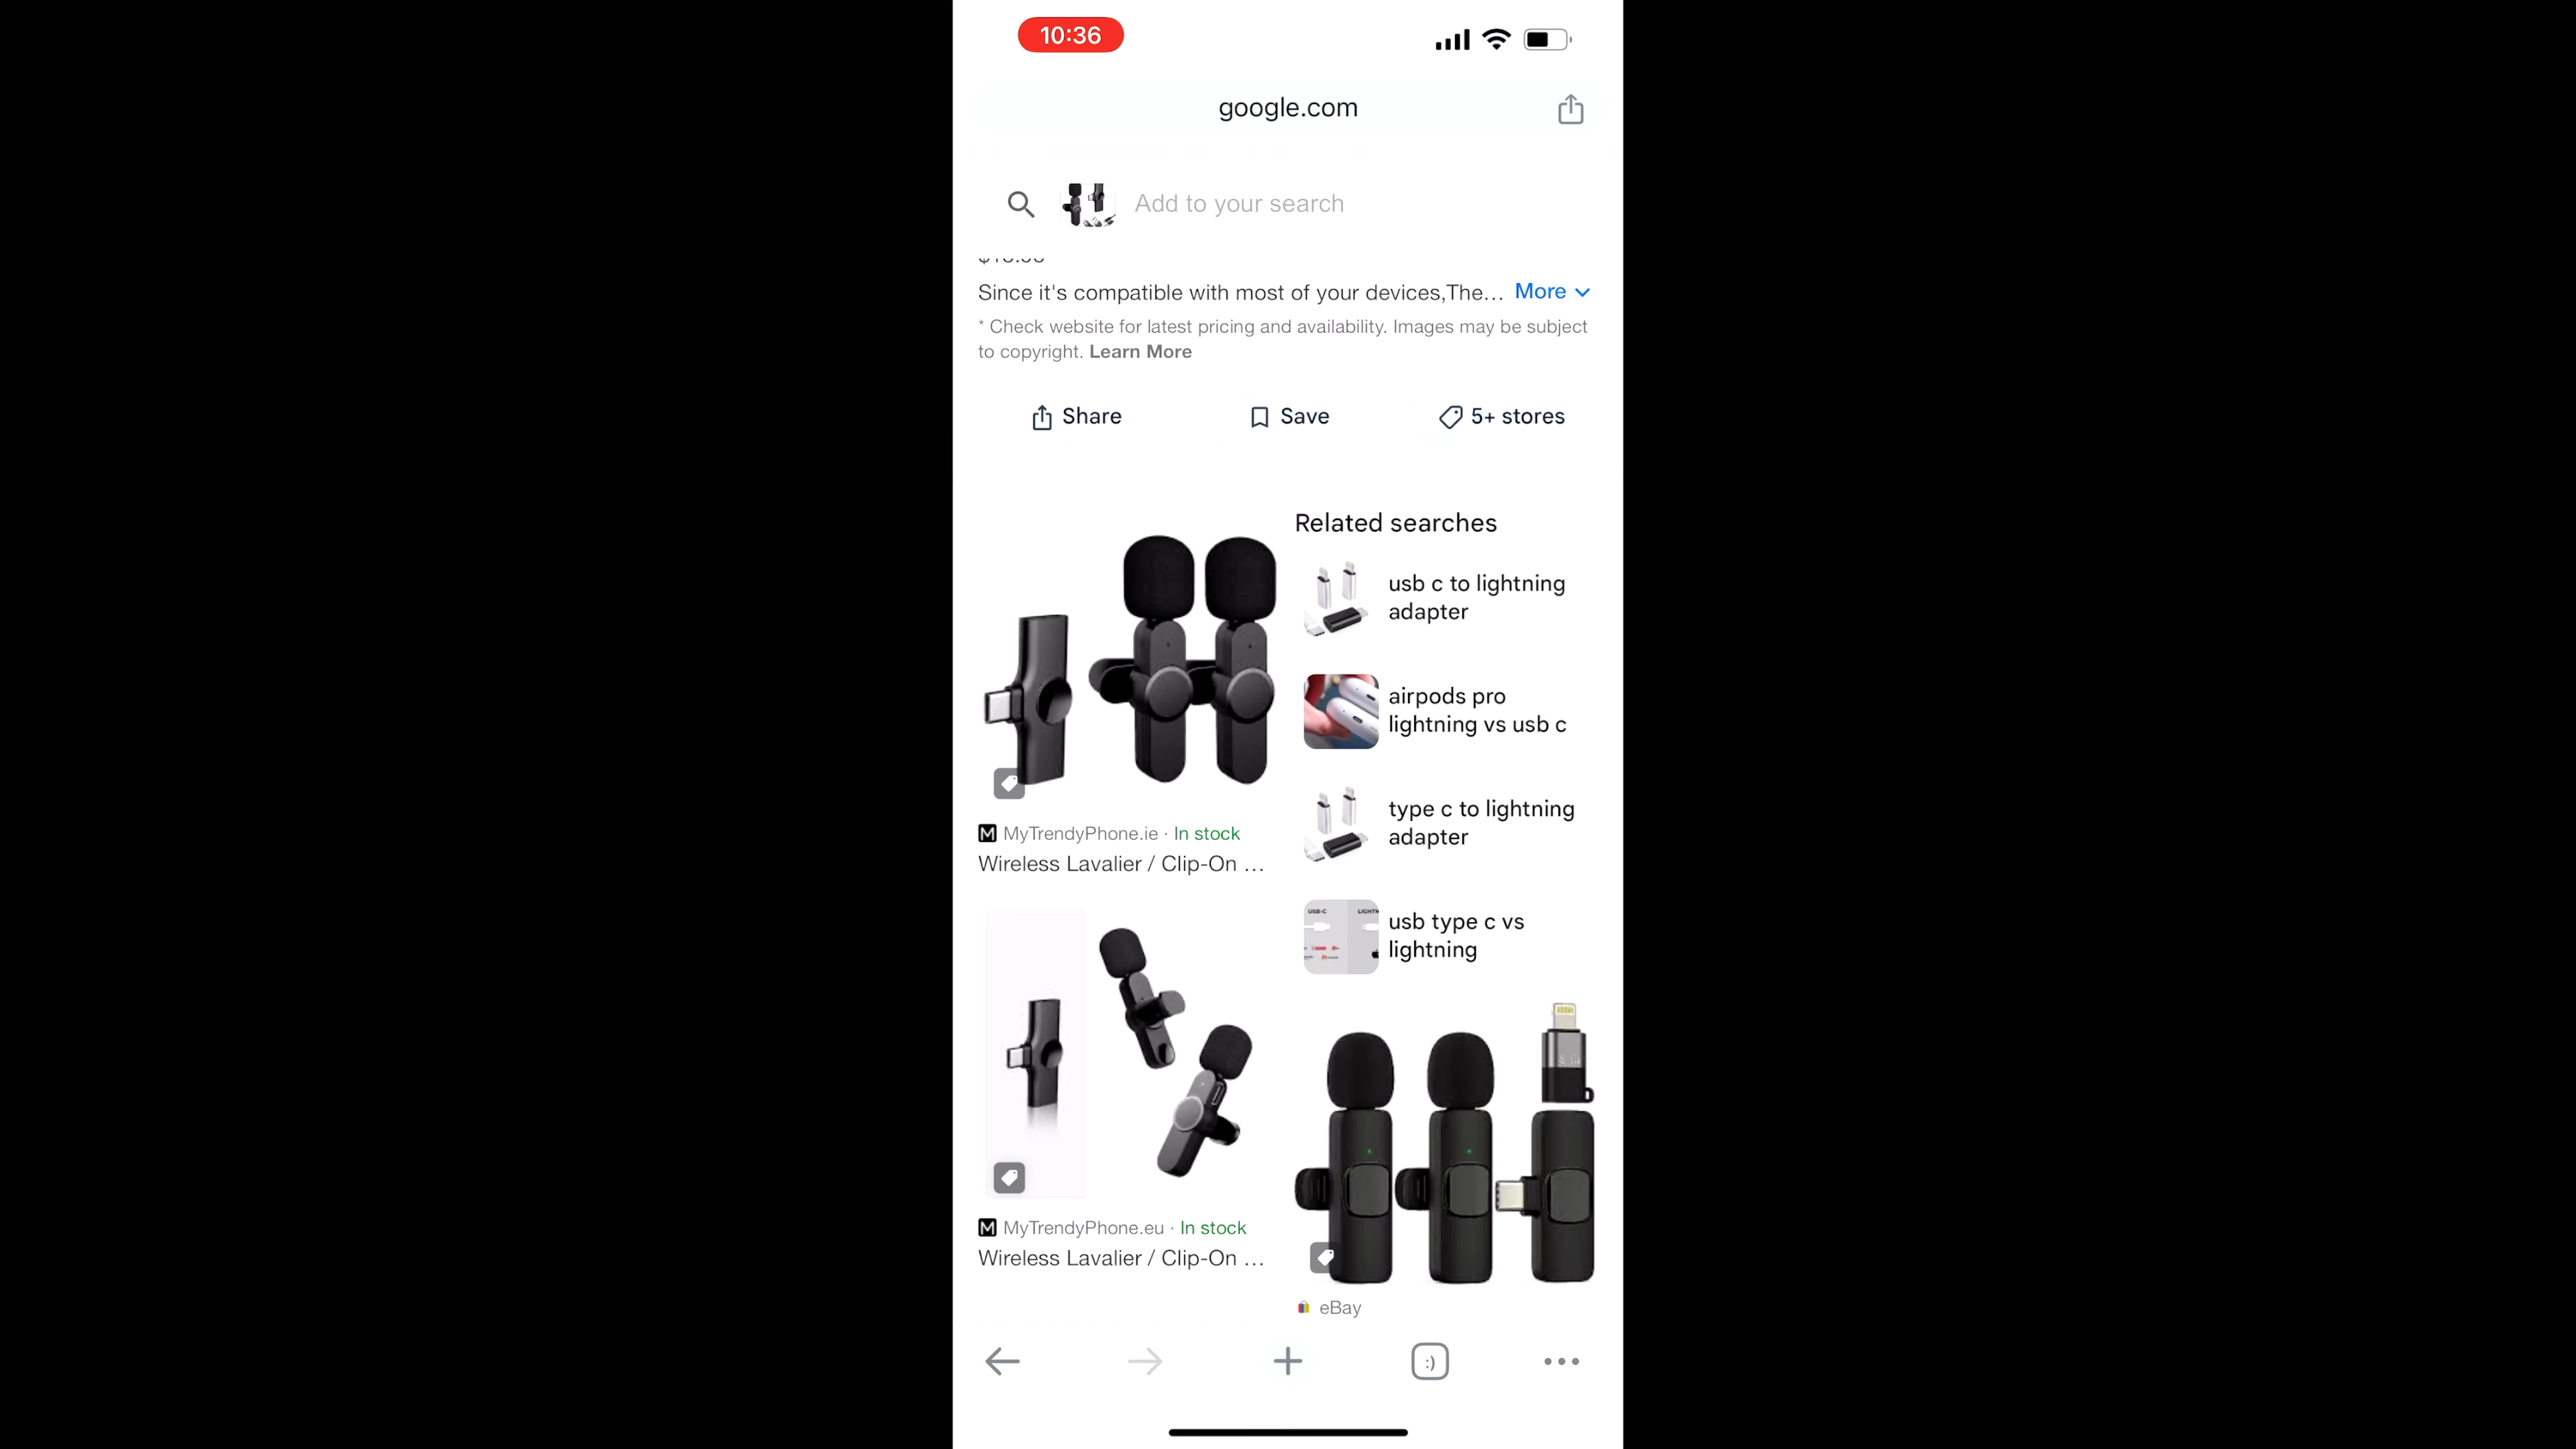 10:36
google.com
Add to your search
Since it's compatible with most of your devices,The... More
* Check website for latest pricing and availability. Images may be subject
to copyright. Learn More
Share
Save
5+ stores
Related searches
usb c to lightning
adapter
airpods pro
lightning vs usb c
type c to lightning
adapter
USB-C
usb type c vs
lightning
MyTrendyPhone.ie · In stock
Wireless Lavalier / Clip-On ...
MyTrendyPhone.eu · In stock
Wireless Lavalier / Clip-On ...
eBay
:)